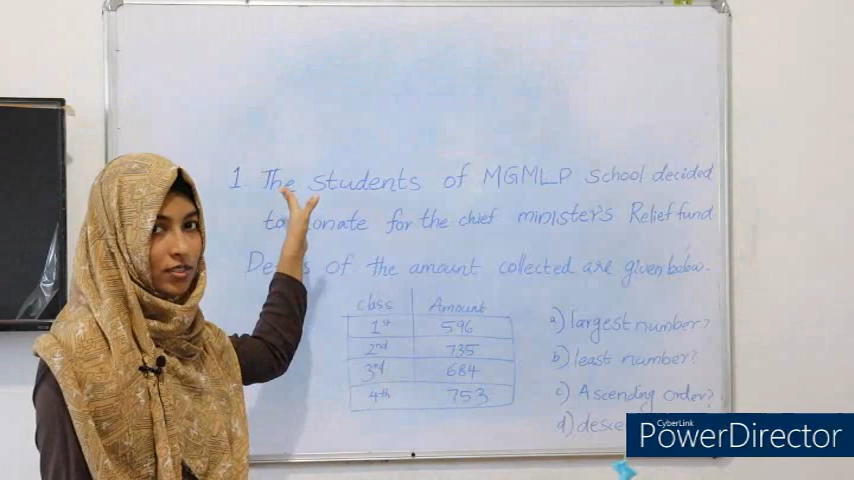 1. The students of MGMLP School decided
to donate for the chief minister's Relief fund
of the amount collected are given below.
class Amount
1st 596
2nd 735
3rd 684
4th 753
a) largest number?
b) least number?
c) Ascending order?
d) desce
CyberLink
PowerDirector